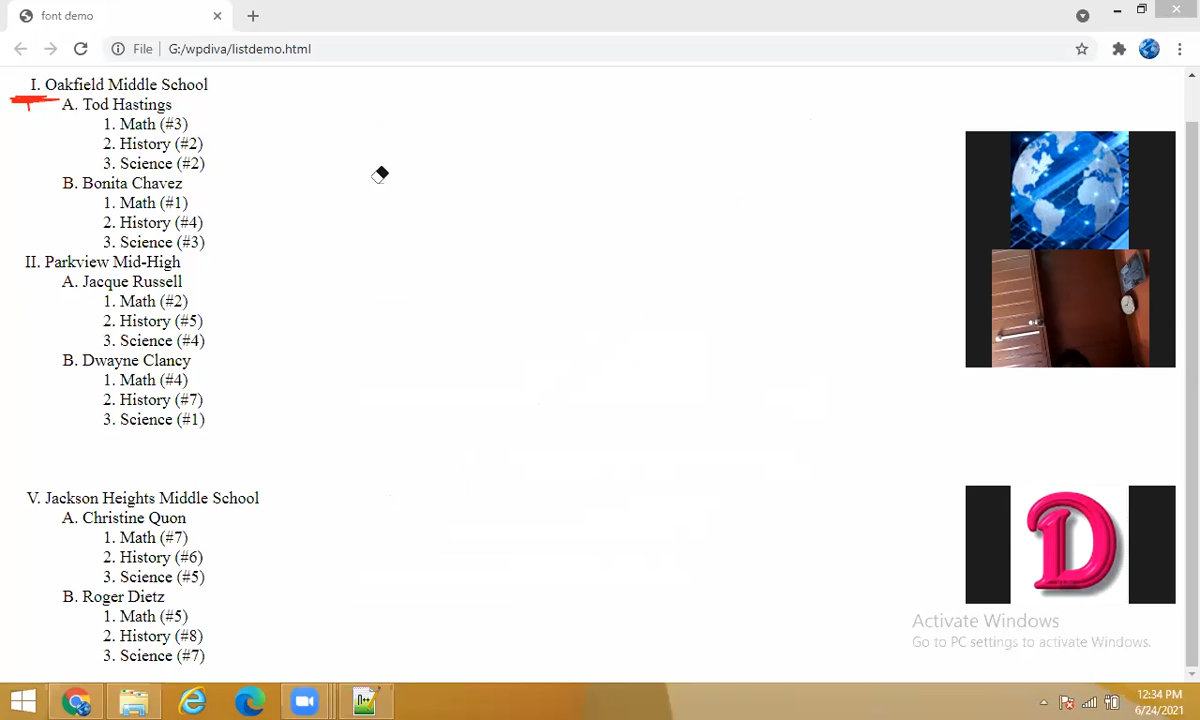 font demo
File G:/wpdiva/listdemo.html
I. Oakfield Middle School
A. Tod Hastings
1. Math (#3)
2. History (#2)
3. Science (#2)
B. Bonita Chavez
1. Math (#1)
2. History (#4)
3. Science (#3)
II. Parkview Mid-High
A. Jacque Russell
1. Math (#2)
2. History (#5)
3. Science (#4)
B. Dwayne Clancy
1. Math (#4)
2. History (#7)
3. Science (#1)
V. Jackson Heights Middle School
A. Christine Quon
1. Math (#7)
2. History (#6)
3. Science (#5)
B. Roger Dietz
1. Math (#5)
2. History (#8)
3. Science (#7)
D
Activate Windows
Go to PC settings to activate Windows.
12:34 PM
6/24/2021